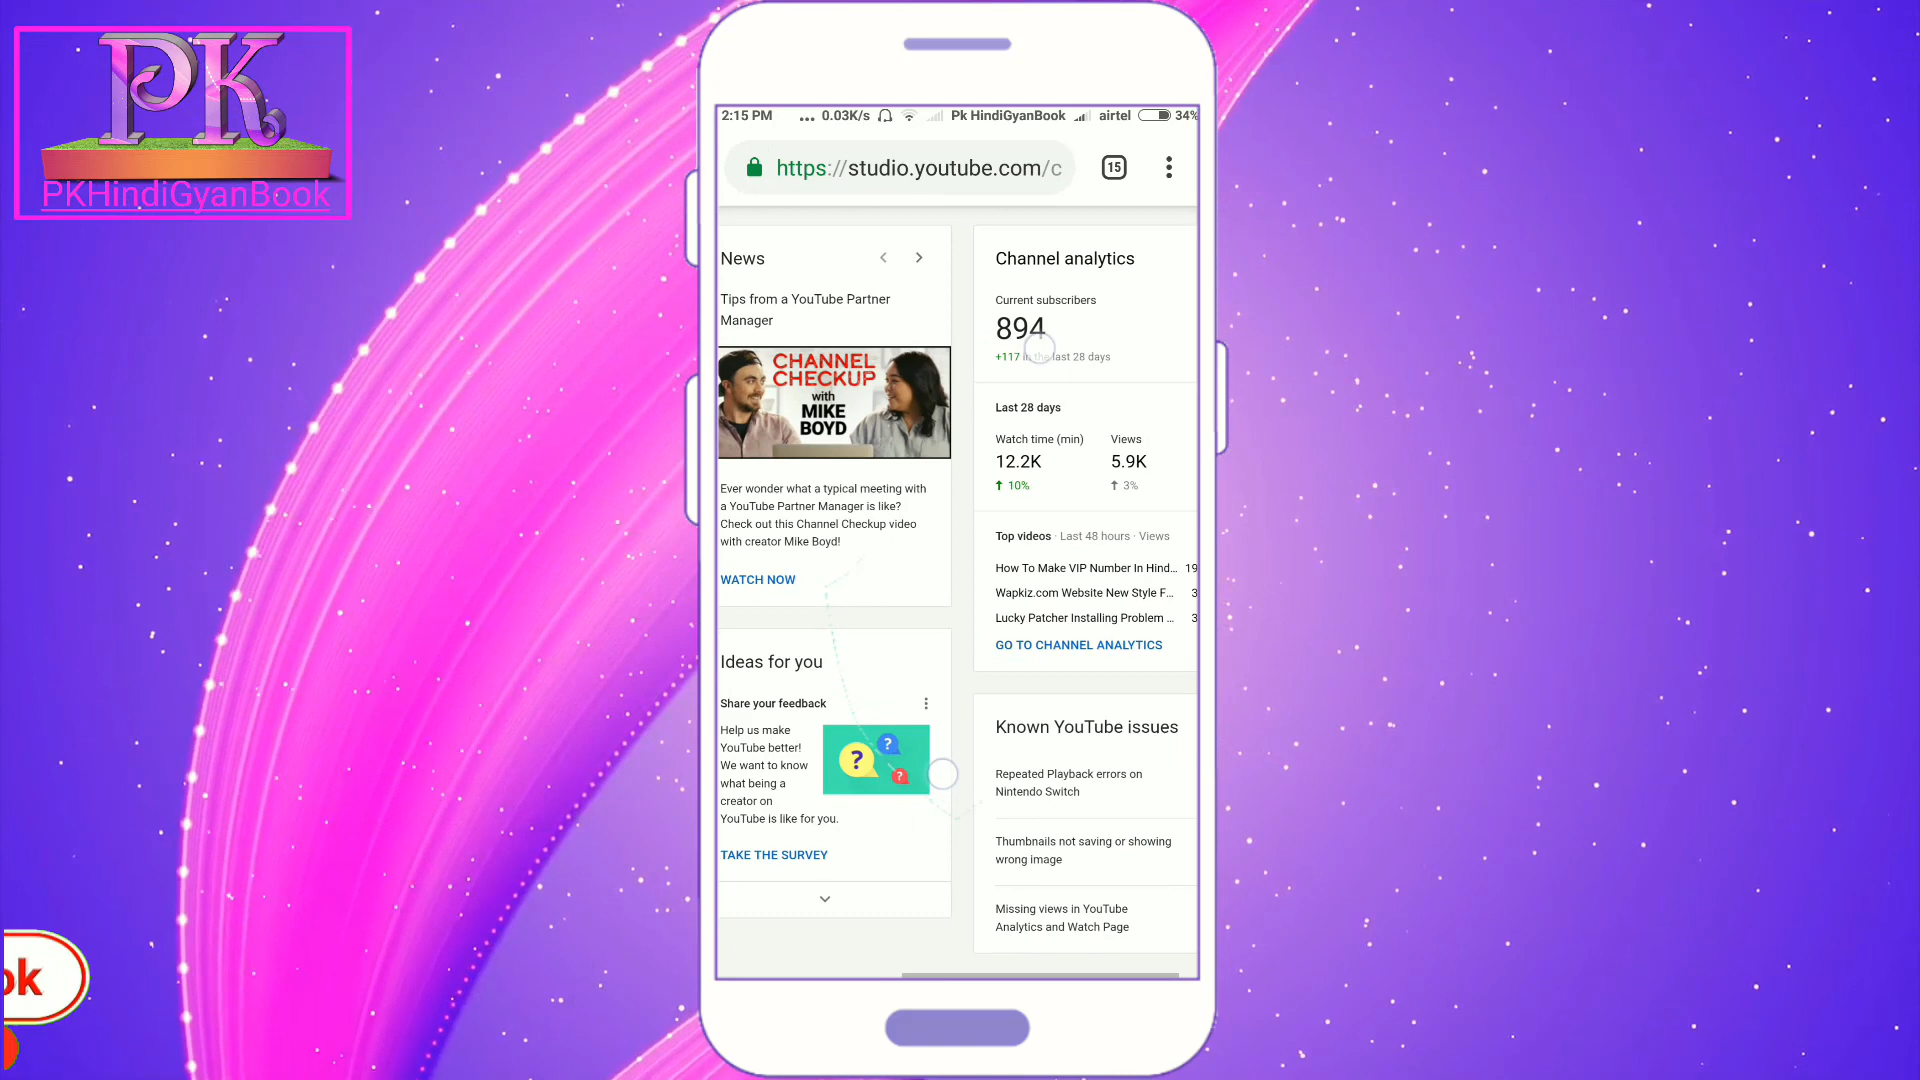 PK
PKHindiGyanBook
2:15 PM ... 0.03K/s Pk HindiGyanBook airtel 34%
https://studio.youtube.com/c
15
News
Tips from a YouTube Partner
Manager
CHANNEL
CHECKUP
with
MIKE
BOYD
Ever wonder what a typical meeting with
a YouTube Partner Manager is like?
Check out this Channel Checkup video
with creator Mike Boyd!
WATCH NOW
Ideas for you
Share your feedback
Help us make
YouTube better!
We want to know
what being a
creator on
YouTube is like for you.
? ? ?
TAKE THE SURVEY
Channel analytics
Current subscribers
894
+117 in the last 28 days
Last 28 days
Watch time (min) Views
12.2K 5.9K
10% 3%
Top videos · Last 48 hours · Views
How To Make VIP Number In Hind... 19
Wapkiz.com Website New Style F... 3
Lucky Patcher Installing Problem ... 3
GO TO CHANNEL ANALYTICS
Known YouTube issues
Repeated Playback errors on
Nintendo Switch
Thumbnails not saving or showing
wrong image
Missing views in YouTube
Analytics and Watch Page
ok